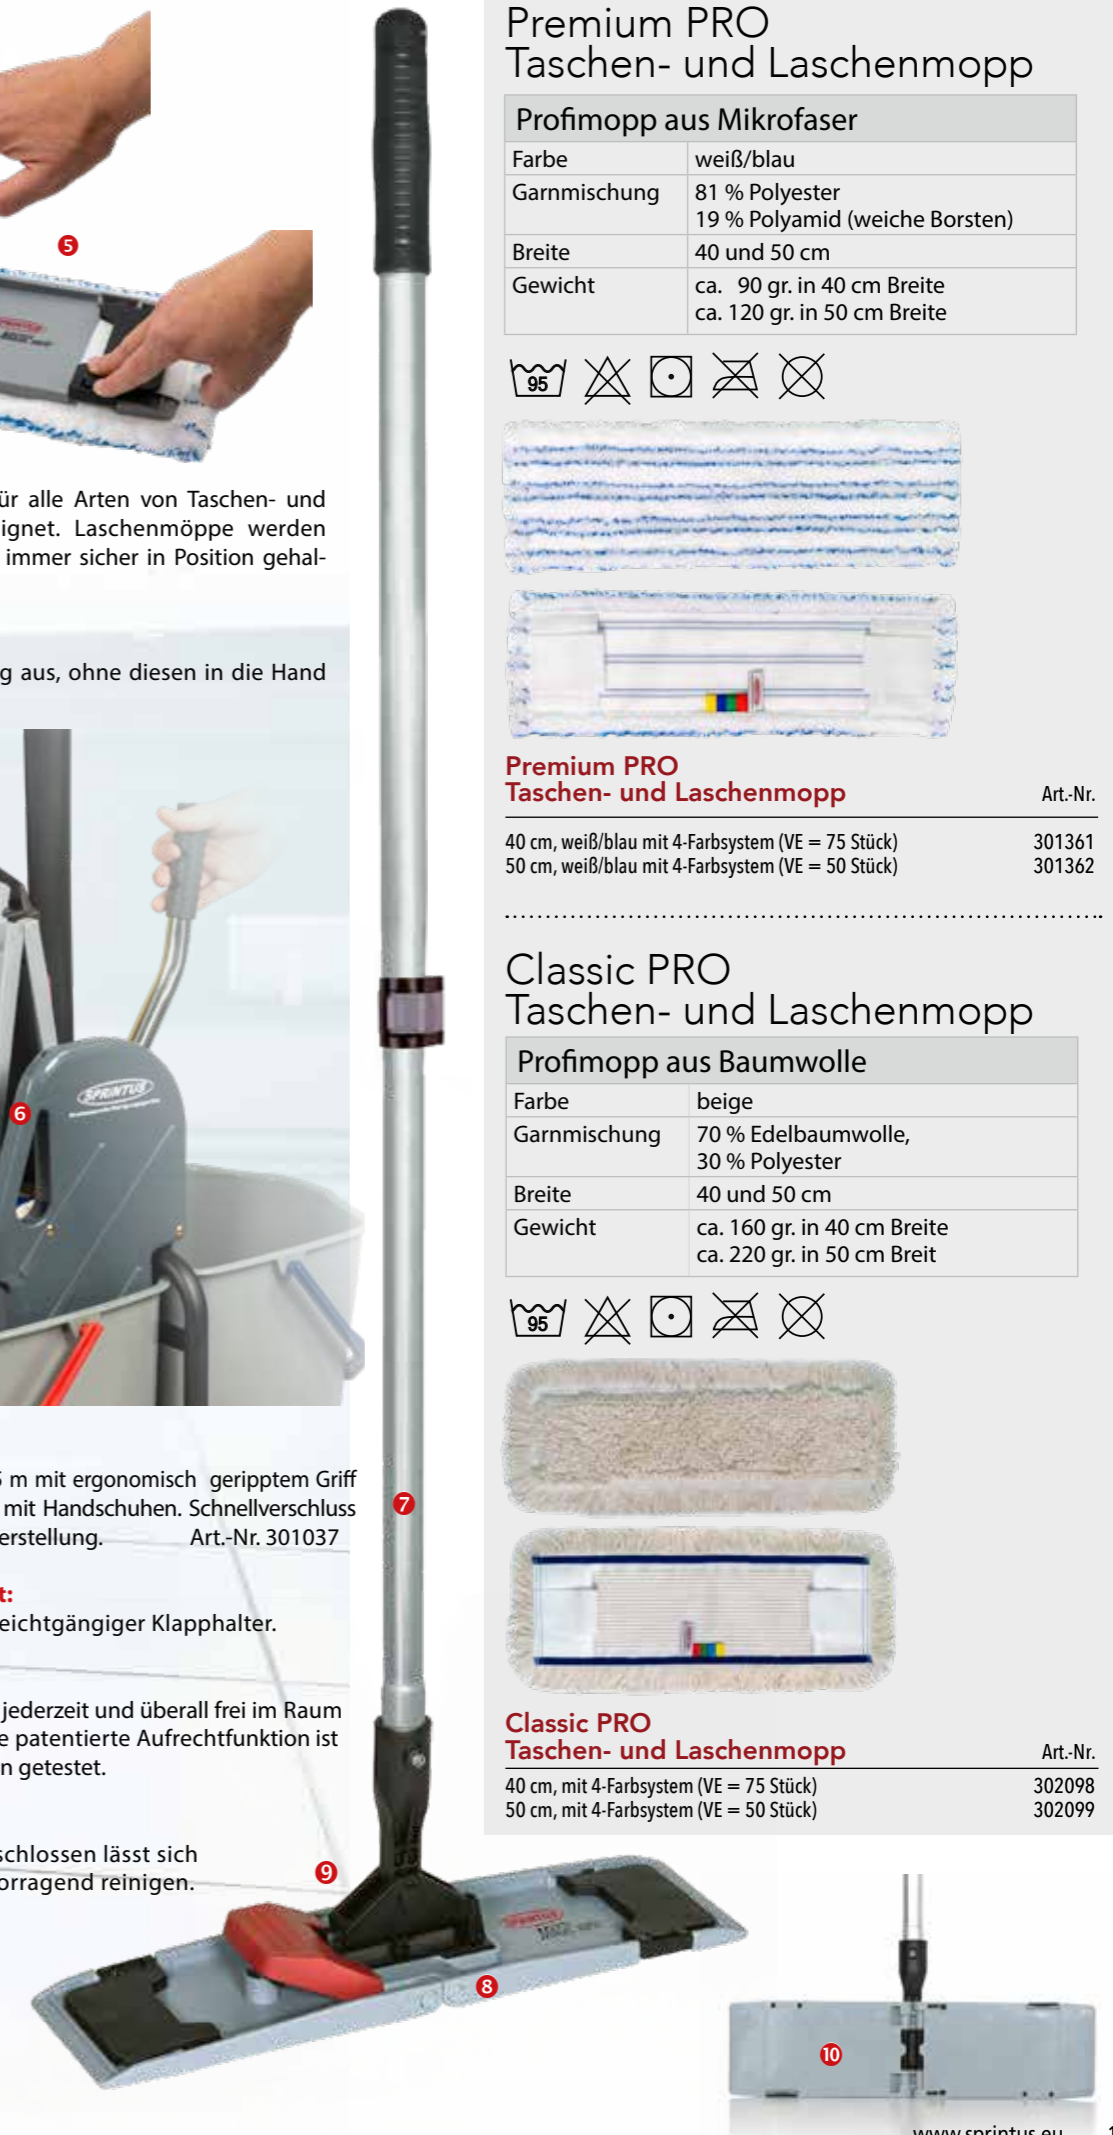 5
ür alle Arten von Taschen- und
ignet. Laschenmöppe werden
immer sicher in Position gehal-
g aus, ohne diesen in die Hand
SPRINTUS
6
5 m mit ergonomisch geripptem Griff
mit Handschuhen. Schnellverschluss
erstellung. Art.-Nr. 301037
t:
eichtgängiger Klapphalter.
jederzeit und überall frei im Raum
e patentierte Aufrechtfunktion ist
n getestet.
schlossen lässt sich
orragend reinigen.
7
9
SPRINTUS
8
Premium PRO
Taschen- und Laschenmopp
Profimopp aus Mikrofaser
Farbe weiß/blau
Garnmischung 81 % Polyester
19 % Polyamid (weiche Borsten)
Breite 40 und 50 cm
Gewicht ca. 90 gr. in 40 cm Breite
ca. 120 gr. in 50 cm Breite
95
Premium PRO
Taschen- und Laschenmopp Art.-Nr.
40 cm, weiß/blau mit 4-Farbsystem (VE = 75 Stück) 301361
50 cm, weiß/blau mit 4-Farbsystem (VE = 50 Stück) 301362
Classic PRO
Taschen- und Laschenmopp
Profimopp aus Baumwolle
Farbe beige
Garnmischung 70 % Edelbaumwolle,
30 % Polyester
Breite 40 und 50 cm
Gewicht ca. 160 gr. in 40 cm Breite
ca. 220 gr. in 50 cm Breit
95
Classic PRO
Taschen- und Laschenmopp Art.-Nr.
40 cm, mit 4-Farbsystem (VE = 75 Stück) 302098
50 cm, mit 4-Farbsystem (VE = 50 Stück) 302099
10
www.sprintus.eu 1